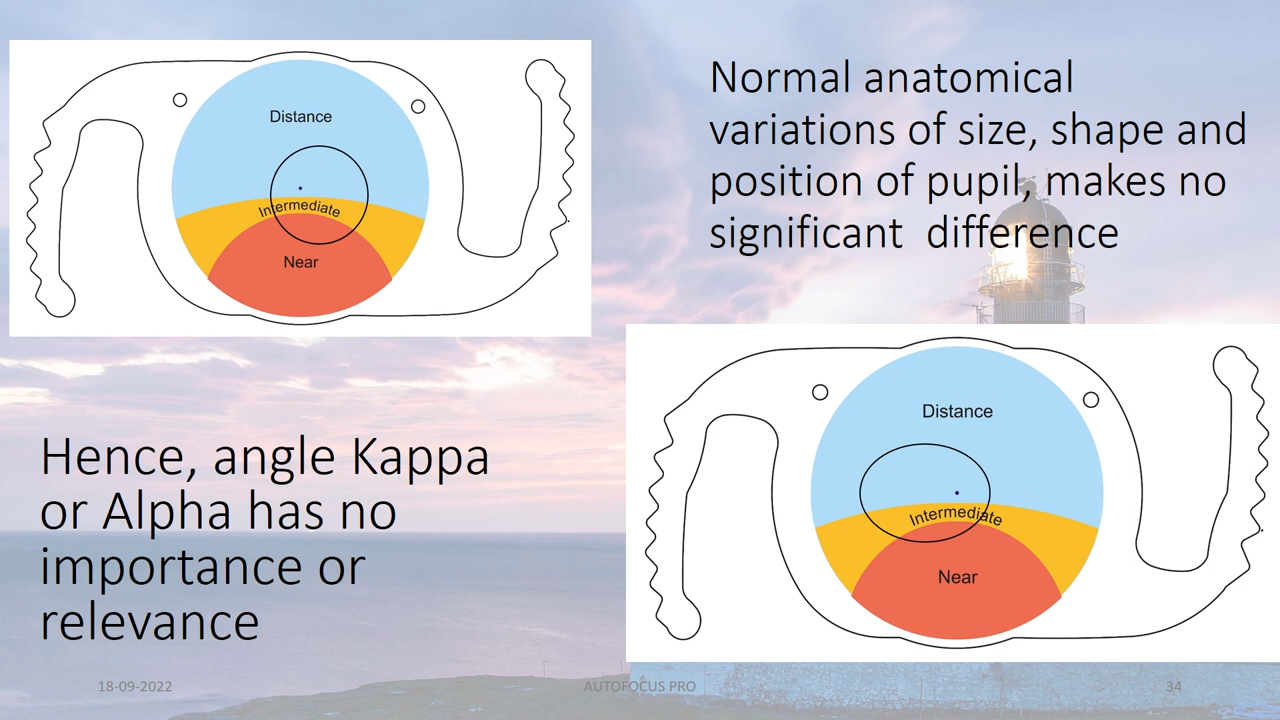 Distance
Intermediate
Near
Normal anatomical
variations of size, shape and
position of pupil, makes no
significant  difference
Hence, angle Kappa
or Alpha has no
importance or
relevance
Distance
Intermediate
Near
18-09-2022
AUTOFOCUS PRO
34